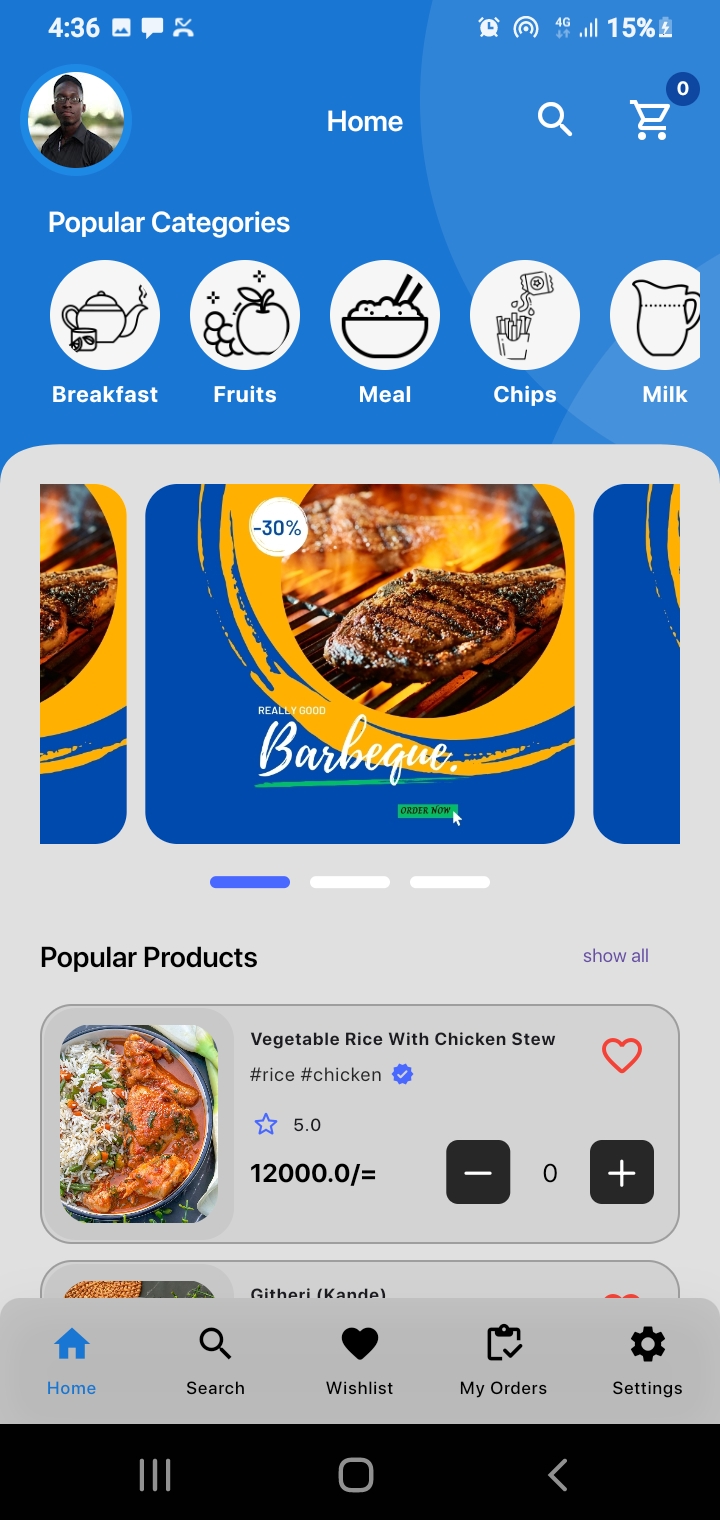 4:36
4G
15%
0
Home
Popular Categories
Breakfast
Fruits
Meal
Chips
Milk
-30%
REALLY GOOD
Barbeque.
ORDER NOW
Popular Products
show all
Vegetable Rice With Chicken Stew
#rice #chicken
5.0
12000.0/=
0
Githeri (Kande)
Home
Search
Wishlist
My Orders
Settings